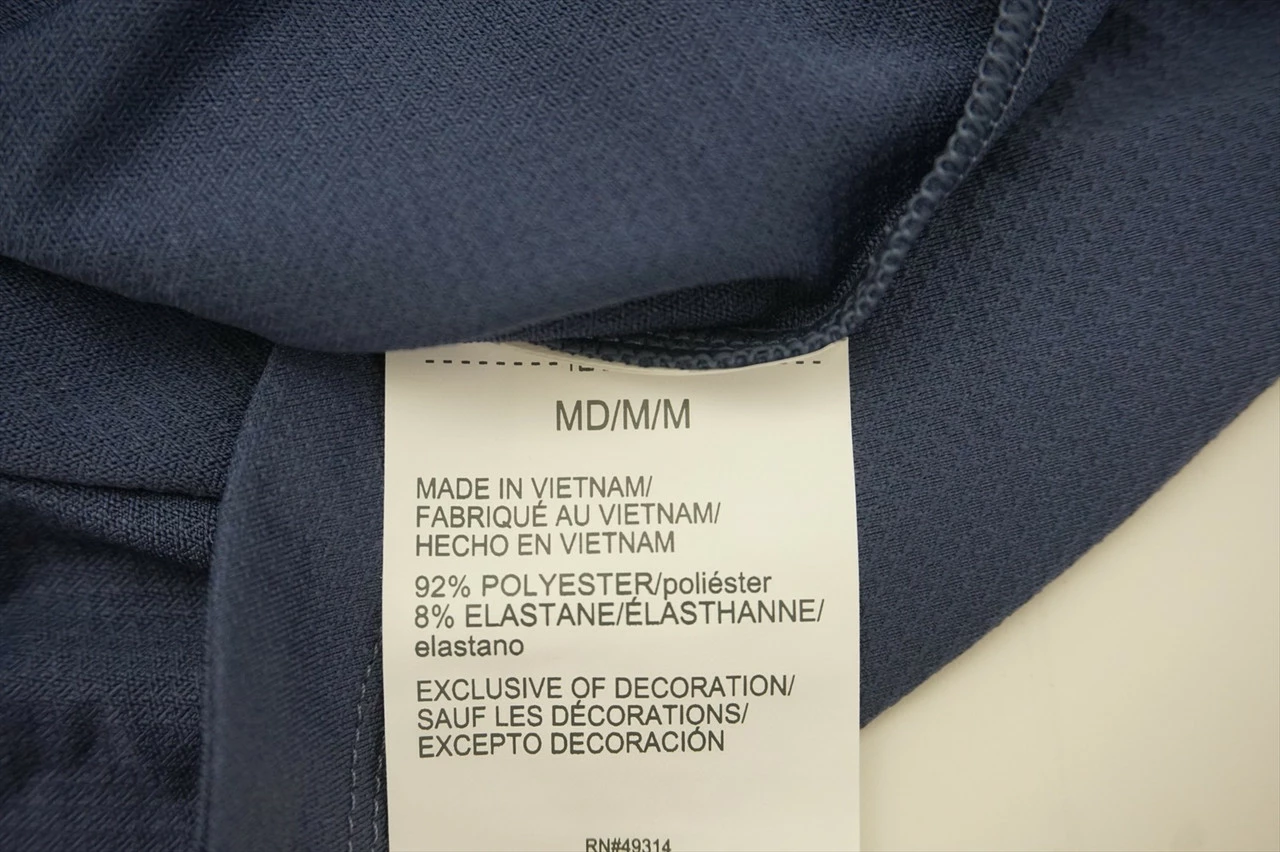 MD/M/M
MADE IN VIETNAM/
FABRIQUÉ AU VIETNAM/
HECHO EN VIETNAM
92% POLYESTER/poliéster
8% ELASTANE/ÉLASTHANNE/
elastano
EXCLUSIVE OF DECORATION/
SAUF LES DÉCORATIONS/
EXCEPTO DECORACIÓN
RN#49314